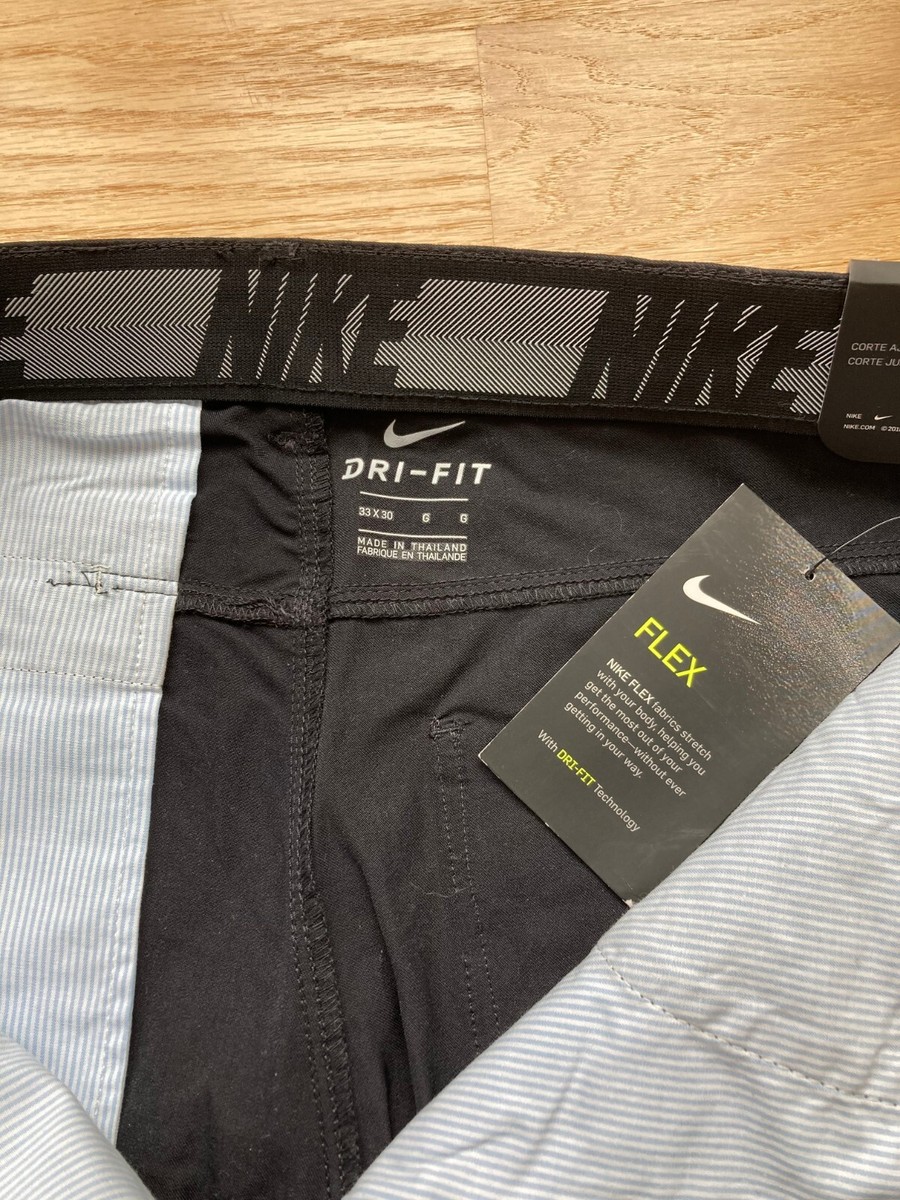 NIKE NIKE
CORTE AJ
CORTE JU
NIKE
NIKE.COM © 201
DRI-FIT
33 X 30 G G
MADE IN THAILAND
FABRIQUE EN THAILANDE
FLEX
NIKE FLEX fabrics stretch
with your body, helping you
get the most out of your
performance—without ever
getting in your way.
With DRI-FIT Technology